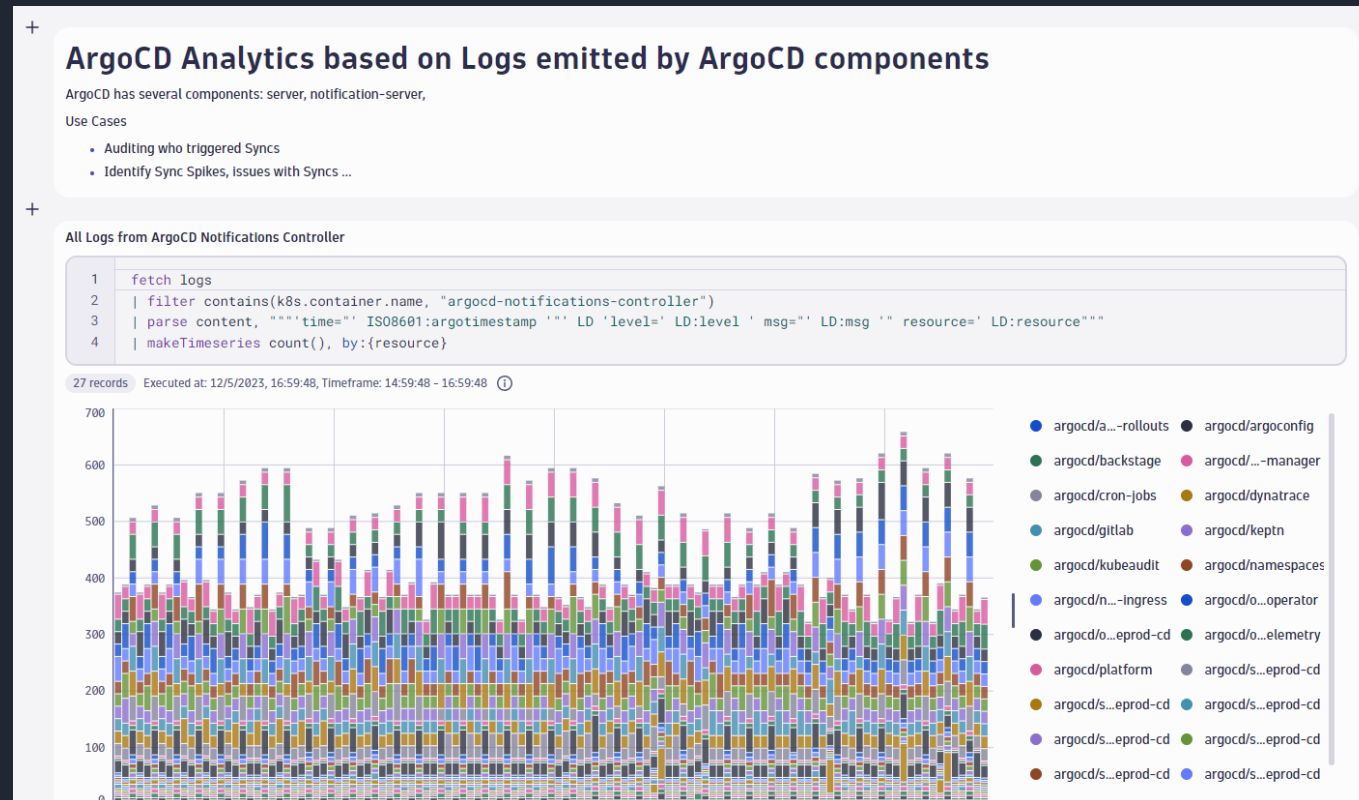 ArgoCD Analytics based on Logs emitted by ArgoCD components
ArgoCD has several components: server, notification-server,
Use Cases
• Auditing who triggered Syncs
• Identify Sync Spikes, issues with Syncs ...
All Logs from ArgoCD Notifications Controller
1 fetch logs
2 | filter contains(k8s.container.name, "argocd-notifications-controller")
3 | parse content, """'time="' ISO8601:argotimestamp '"' LD 'level=' LD:level ' msg="' LD:msg '" resource=' LD:resource"""
4 | makeTimeseries count(), by:{resource}
27 records Executed at: 12/5/2023, 16:59:48, Timeframe: 14:59:48 - 16:59:48
700
600
500
400
300
200
100
0
argocd/a...-rollouts argocd/argoconfig
argocd/backstage argocd/...-manager
argocd/cron-jobs argocd/dynatrace
argocd/gitlab argocd/keptn
argocd/kubeaudit argocd/namespaces
argocd/n...-ingress argocd/o...operator
argocd/o...eprod-cd argocd/o...elemetry
argocd/platform argocd/s...eprod-cd
argocd/s...eprod-cd argocd/s...eprod-cd
argocd/s...eprod-cd argocd/s...eprod-cd
argocd/s...eprod-cd argocd/s...eprod-cd